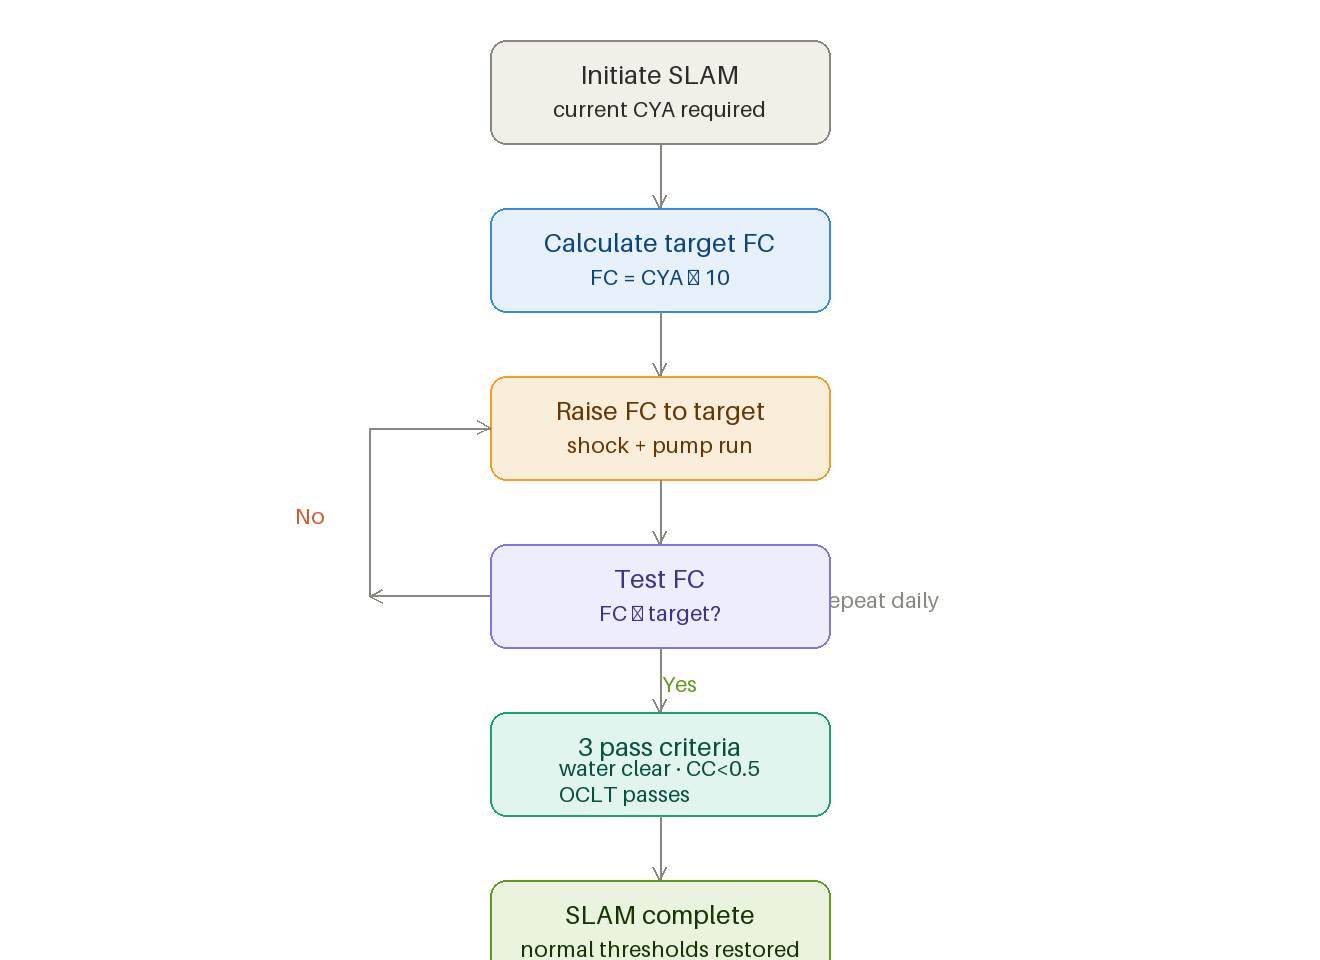 Initiate SLAM
current CYA required
Calculate target FC
FC = CYA 10
Raise FC to target
shock + pump run
No
Test FC
FC target?
epeat daily
Yes
3 pass criteria
water clear · CC<0.5
OCLT passes
SLAM complete
normal thresholds restored